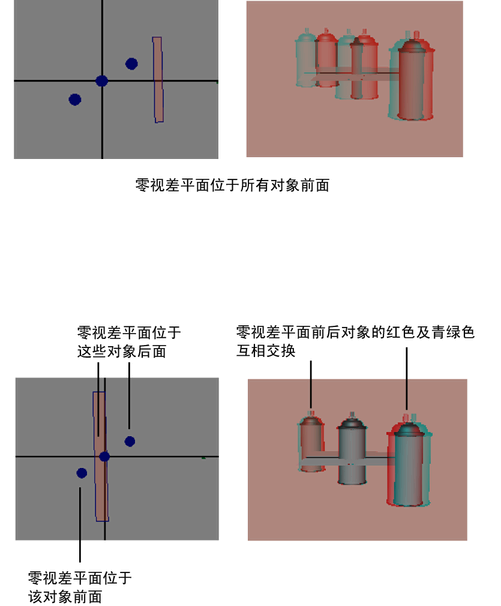 零视差平面位于所有对象前面
零视差平面位于
这些对象后面
零视差平面前后对象的红色及青绿色
互相交换
零视差平面位于
该对象前面